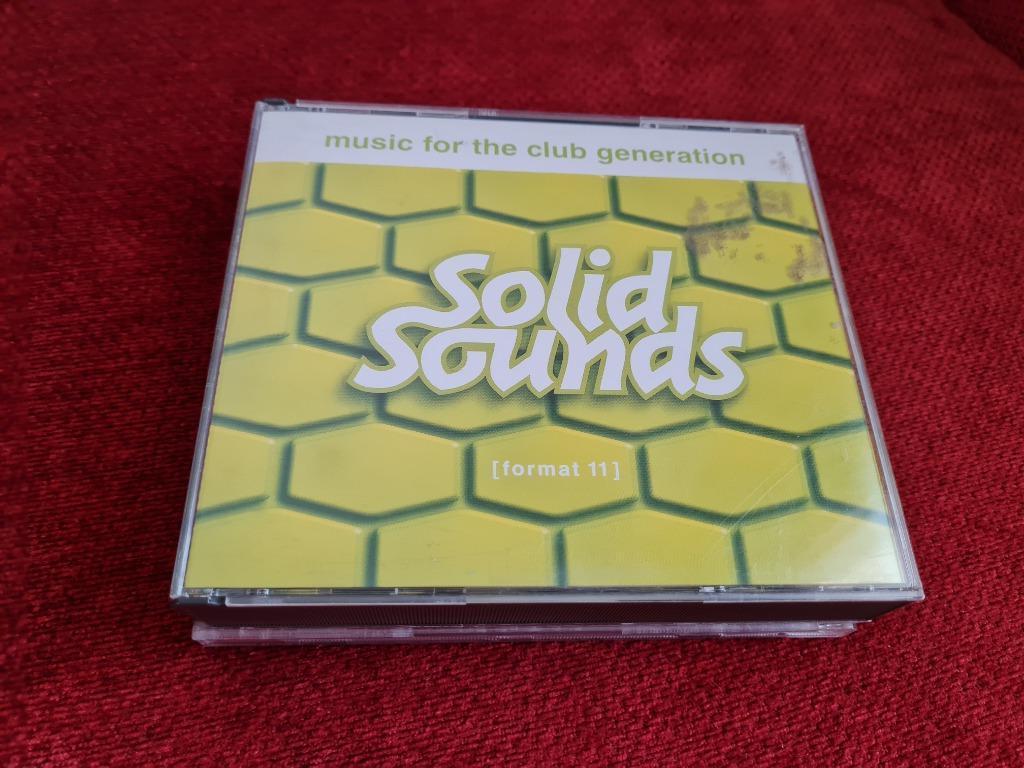 music for the club generation
Solid
Sounds
[format 11]